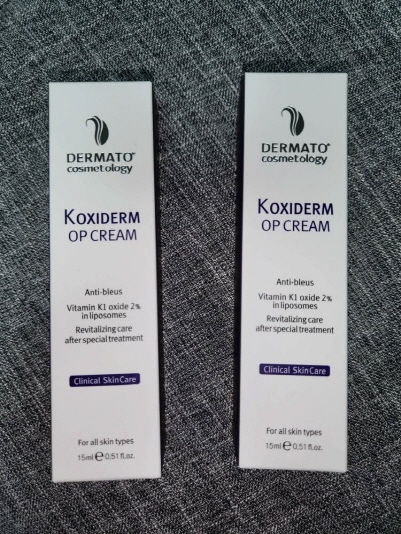 DERMATO®
cosmetology
KOXIDERM
OP CREAM
Anti-bleus
Vitamin K1 oxide 2%
in liposomes
Revitalizing care
after special treatment
Clinical SkinCare
For all skin types
15ml e 0.51 fl.oz.
DERMATO®
cosmetology
KOXIDERM
OP CREAM
Anti-bleus
Vitamin K1 oxide 2%
in liposomes
Revitalizing care
after special treatment
Clinical SkinCare
For all skin types
15ml e 0.51 fl.oz.